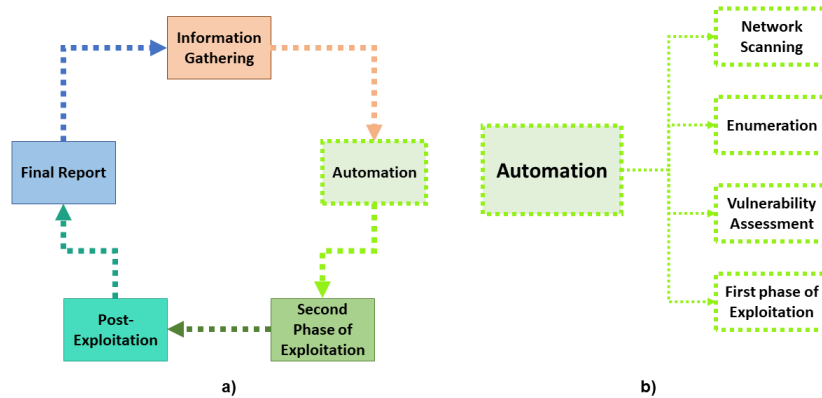 Information
Gathering
Final Report
Automation
Post-
Exploitation
Second
Phase of
Exploitation
a)
Automation
Network
Scanning
Enumeration
Vulnerability
Assessment
First phase of
Exploitation
b)